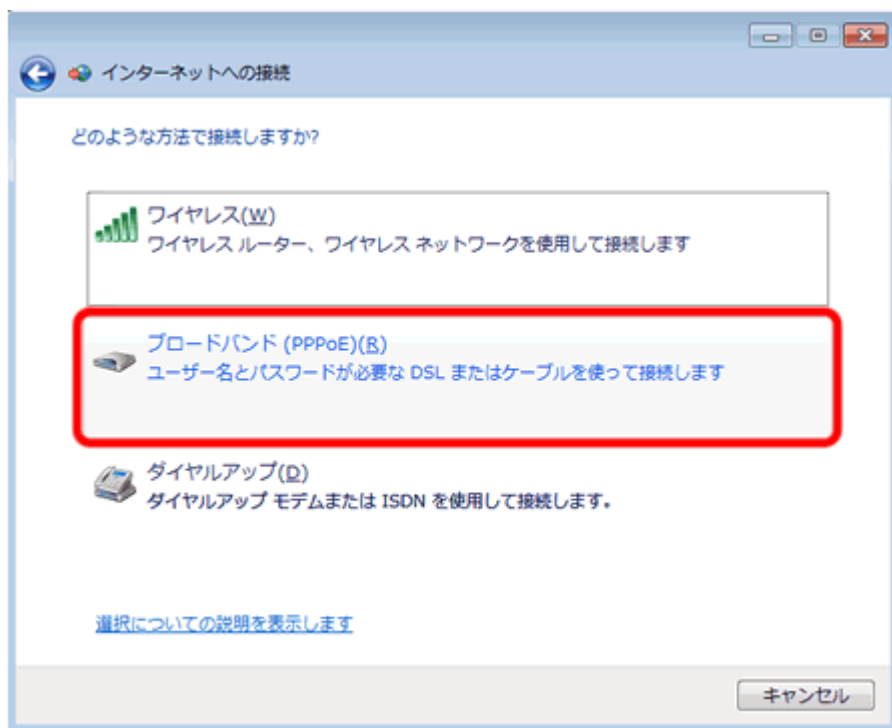 インターネットへの接続
どのような方法で接続しますか?
ワイヤレス(W)
ワイヤレス ルーター、ワイヤレス ネットワークを使用して接続します
ブロードバンド (PPPoE)(R)
ユーザー名とパスワードが必要な DSL またはケーブルを使って接続します
ダイヤルアップ(D)
ダイヤルアップ モデムまたは ISDN を使用して接続します。
選択についての説明を表示します
キャンセル